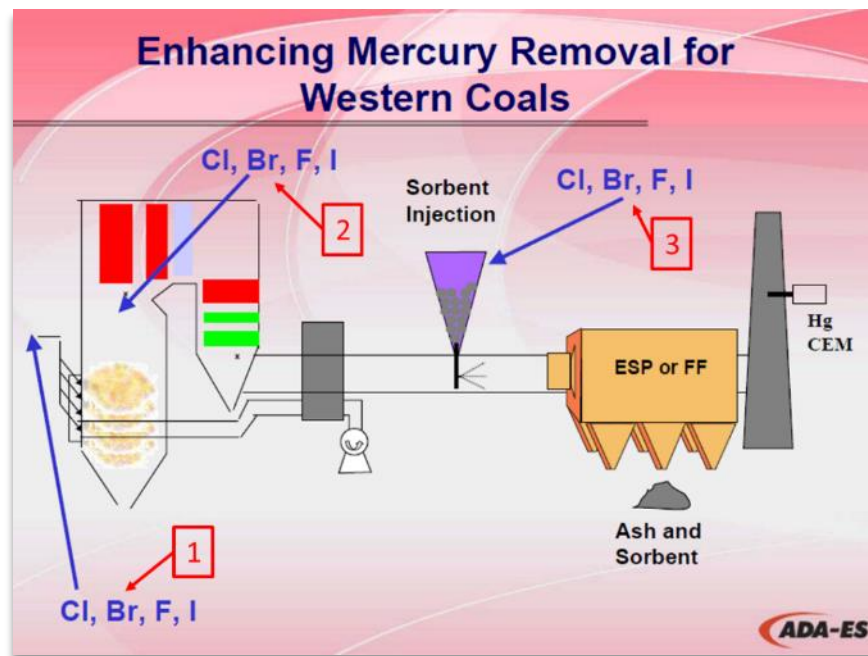 Enhancing Mercury Removal for
Western Coals
Cl, Br, F, I
2
Sorbent
Injection
Cl, Br, F, I
3
Hg
CEM
ESP or FF
Ash and
Sorbent
1
Cl, Br, F, I
ADA-ES